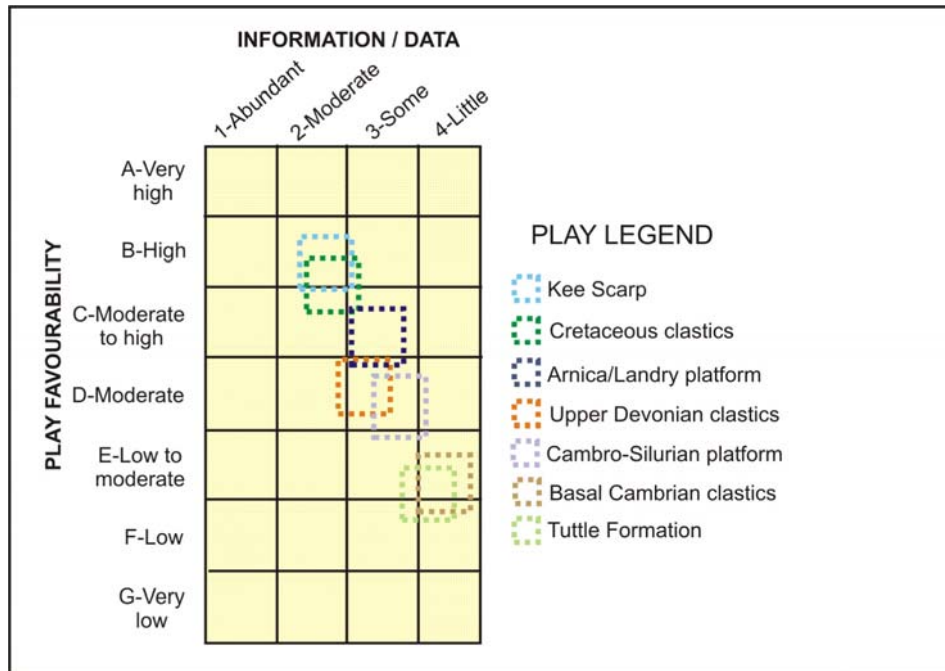 INFORMATION / DATA
1-Abundant
2-Moderate
3-Some
4-Little
PLAY FAVOURABILITY
A-Very
high
B-High
C-Moderate
to high
D-Moderate
E-Low to
moderate
F-Low
G-Very
low
PLAY LEGEND
Kee Scarp
Cretaceous clastics
Arnica/Landry platform
Upper Devonian clastics
Cambro-Silurian platform
Basal Cambrian clastics
Tuttle Formation